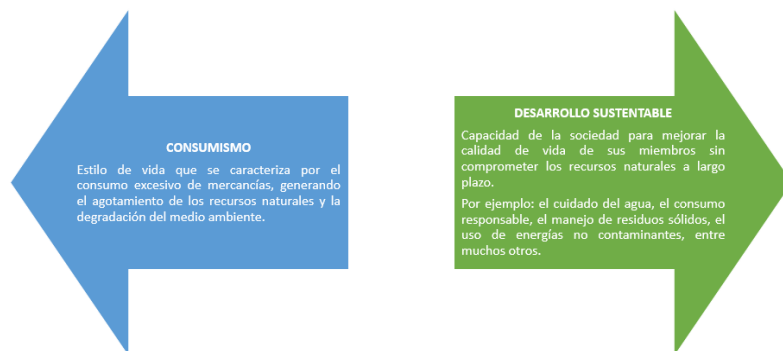 CONSUMISMO
Estilo de vida que se caracteriza por el
consumo excesivo de mercancías, generando
el agotamiento de los recursos naturales y la
degradación del medio ambiente.
DESARROLLO SUSTENTABLE
Capacidad de la sociedad para mejorar la
calidad de vida de sus miembros sin
comprometer los recursos naturales a largo
plazo.
Por ejemplo: el cuidado del agua, el consumo
responsable, el manejo de residuos sólidos, el
uso de energías no contaminantes, entre
muchos otros.